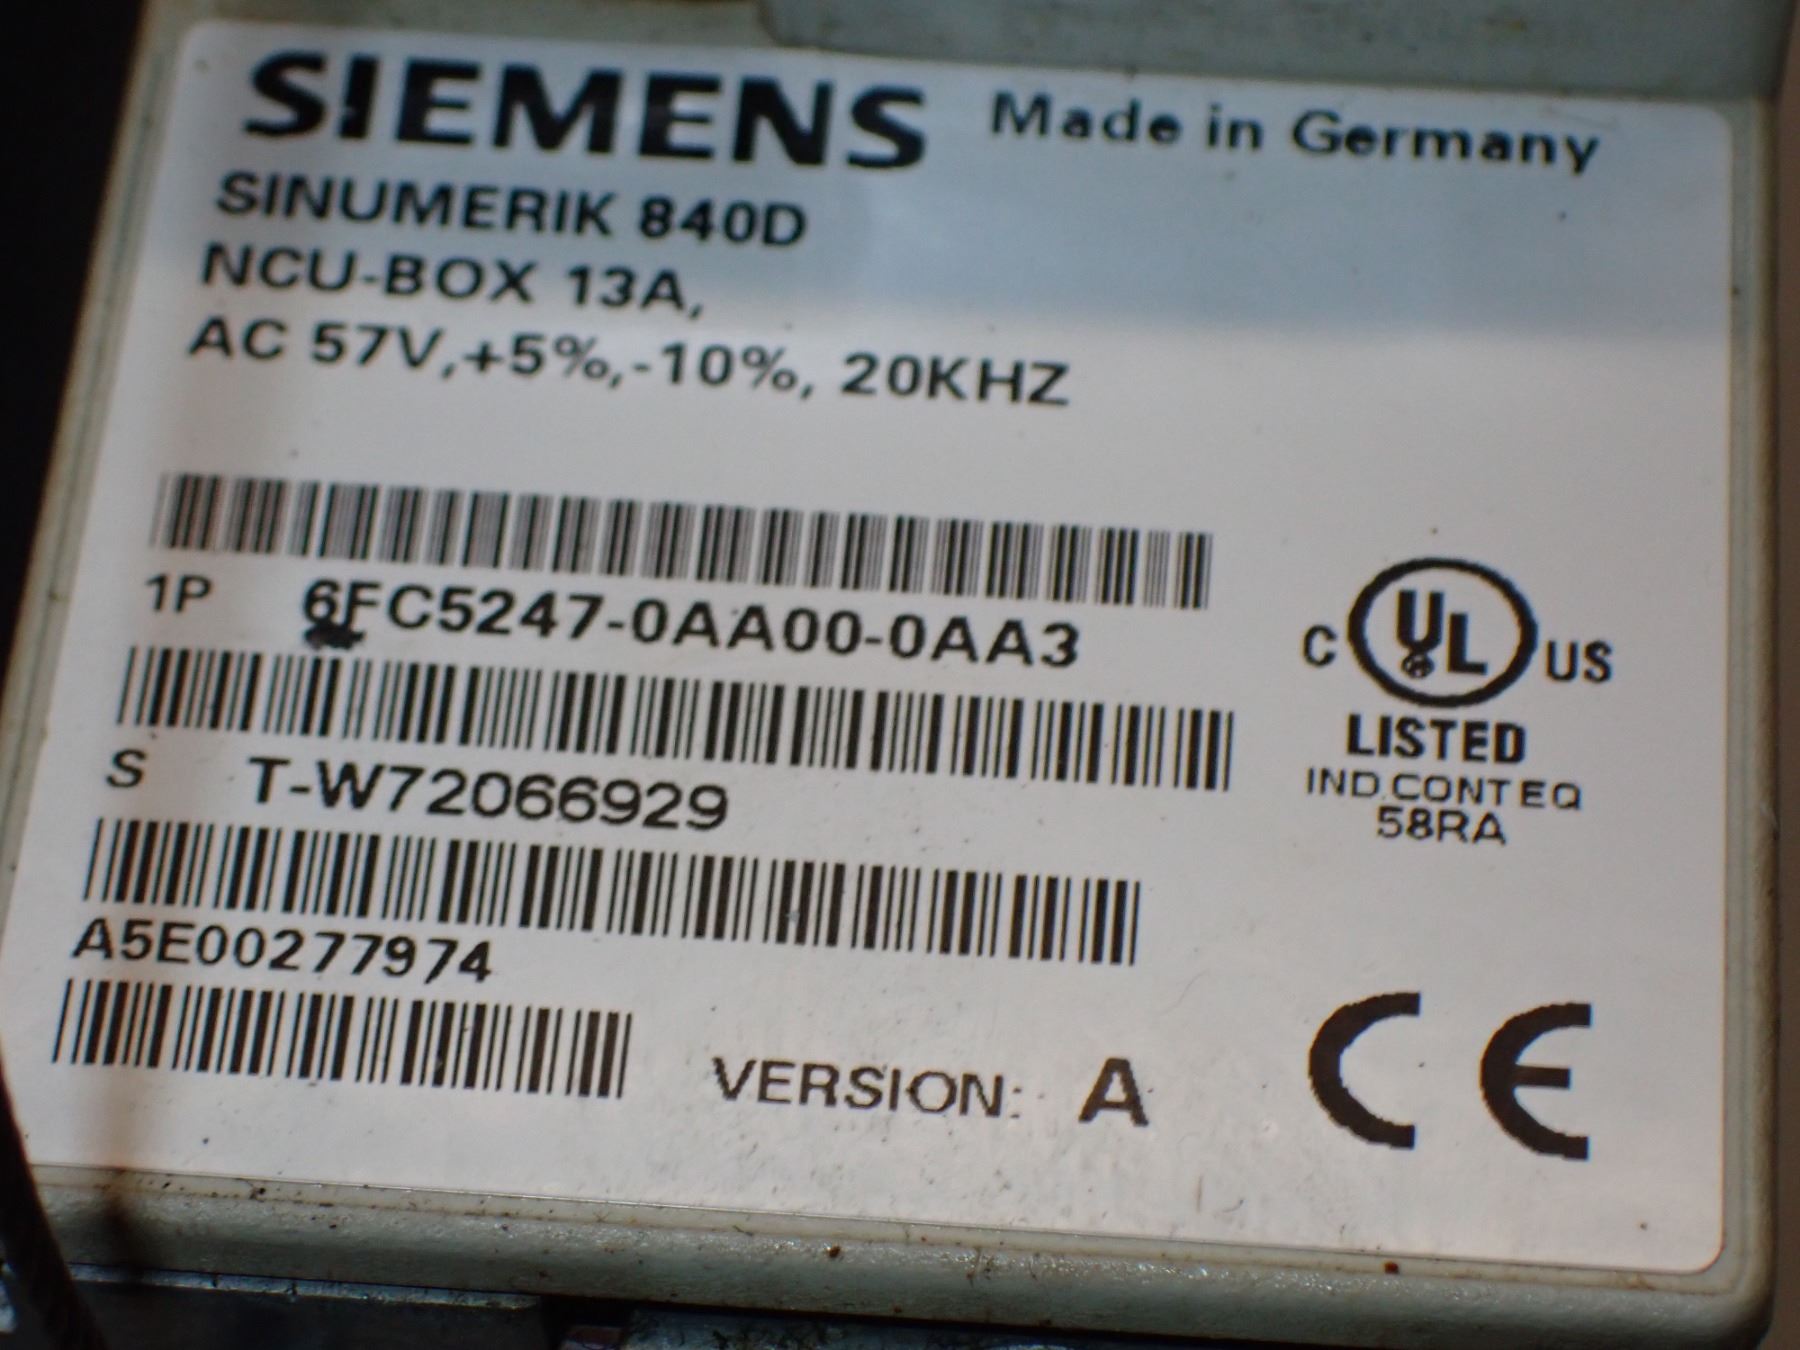 SIEMENS Made in Germany
SINUMERIK 840D
NCU-BOX 13A,
AC 57V,+5%,-10%, 20KHZ
1P 6FC5247-0AA00-0AA3
C UL US
LISTED
IND.CONT EQ
58RA
S T-W72066929
A5E00277974
VERSION: A
CE